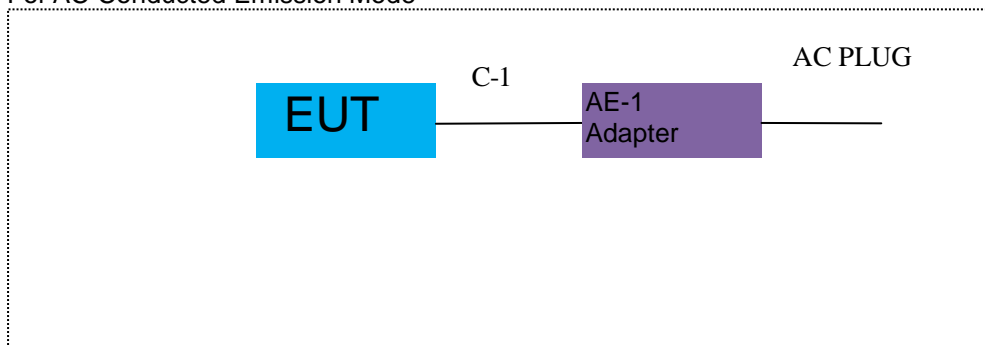 For AC Conducted Emission Mode
AC PLUG
C-1
EUT
AE-1
Adapter